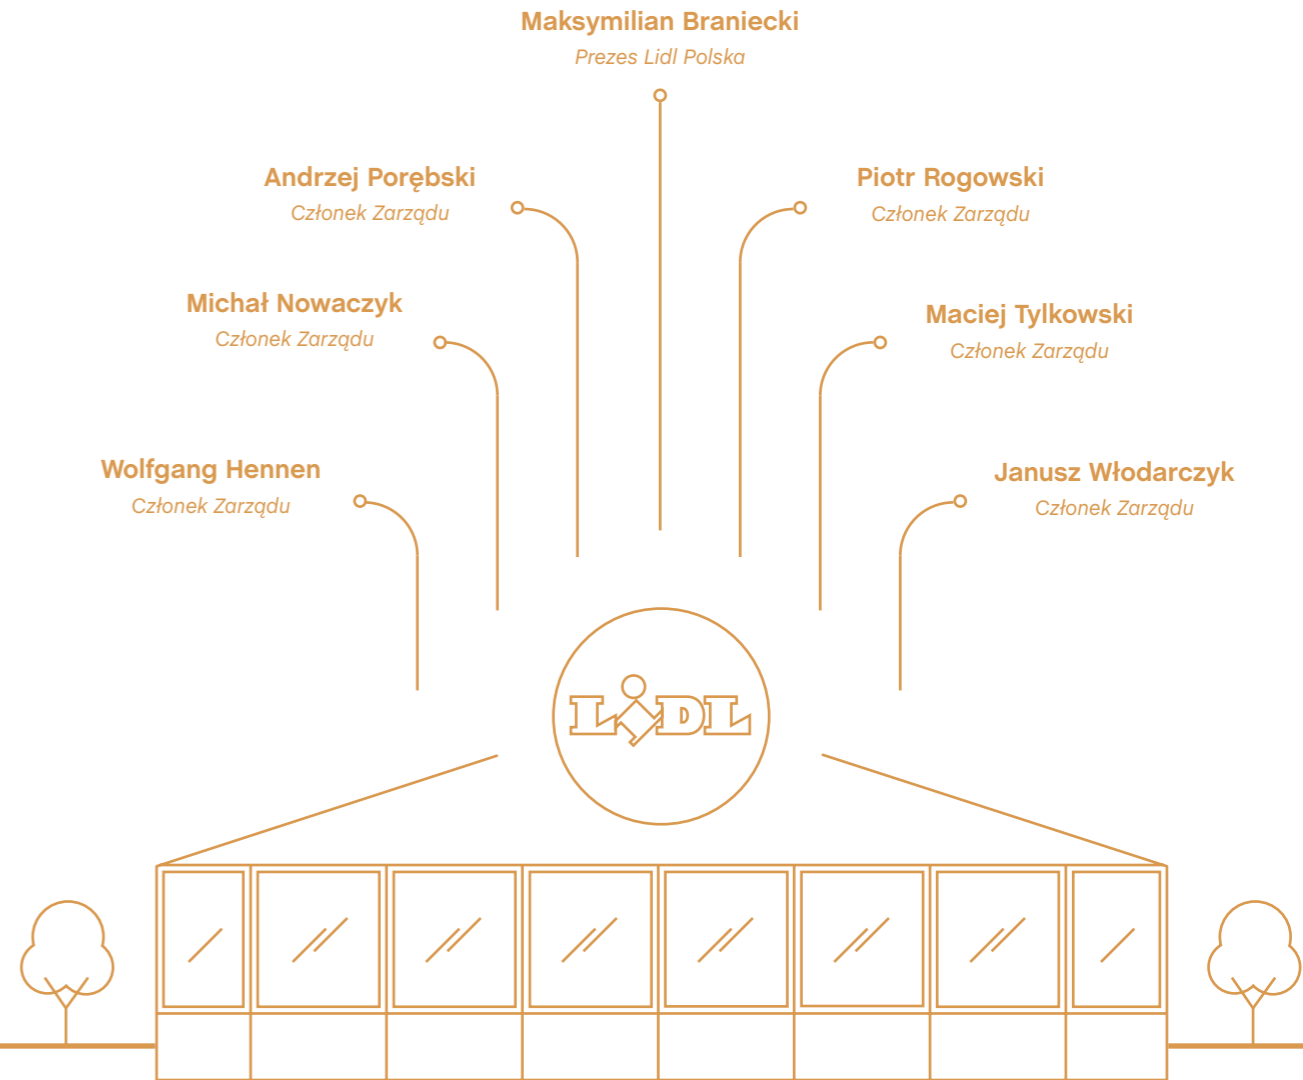 Maksymilian Braniecki
Prezes Lidl Polska
Andrzej Porębski
Członek Zarządu
Piotr Rogowski
Członek Zarządu
Michał Nowaczyk
Członek Zarządu
Maciej Tylkowski
Członek Zarządu
Wolfgang Hennen
Członek Zarządu
Janusz Włodarczyk
Członek Zarządu
LiDL